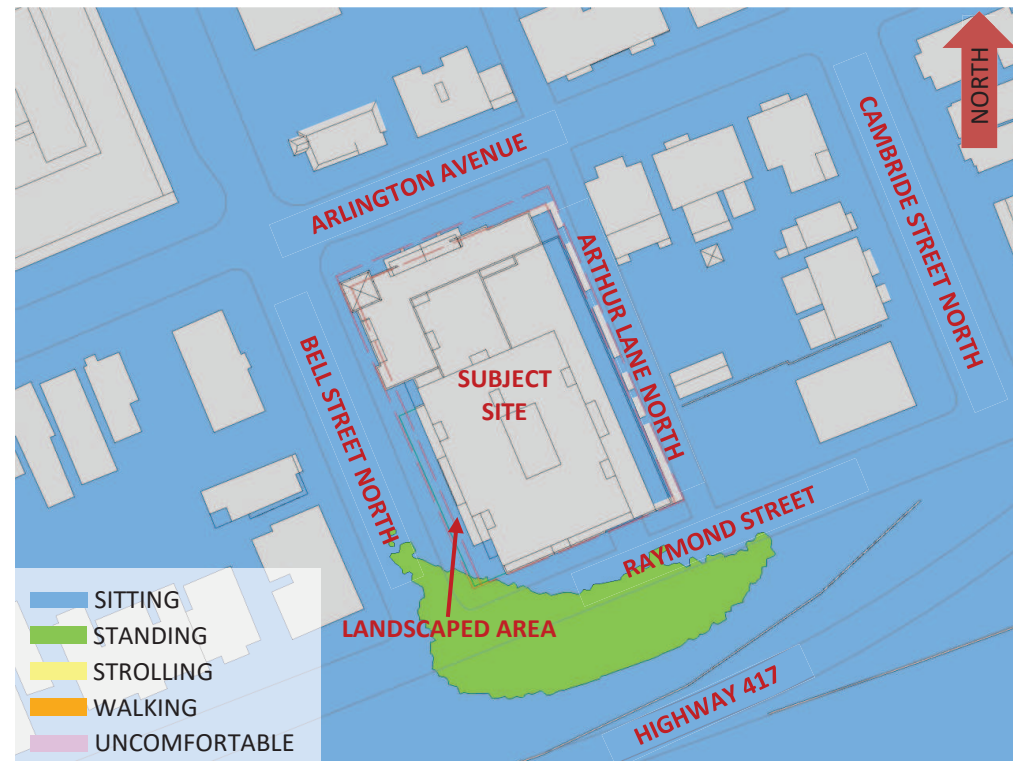 NORTH
ARLINGTON AVENUE
CAMBRIDE STREET NORTH
ARTHUR LANE NORTH
BELL STREET NORTH
SUBJECT
SITE
RAYMOND STREET
LANDSCAPED AREA
HIGHWAY 417
SITTING
STANDING
STROLLING
WALKING
UNCOMFORTABLE